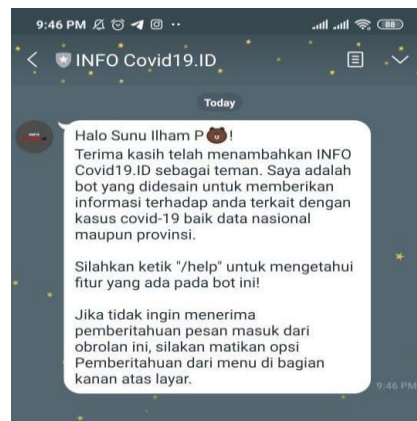 9:46 PM
88
INFO Covid19.ID
Today
Halo Sunu Ilham P🐻!
Terima kasih telah menambahkan INFO
Covid19.ID sebagai teman. Saya adalah
bot yang didesain untuk memberikan
informasi terhadap anda terkait dengan
kasus covid-19 baik data nasional
maupun provinsi.
Silahkan ketik "/help" untuk mengetahui
fitur yang ada pada bot ini!
Jika tidak ingin menerima
pemberitahuan pesan masuk dari
obrolan ini, silakan matikan opsi
Pemberitahuan dari menu di bagian
kanan atas layar.
9:46 PM